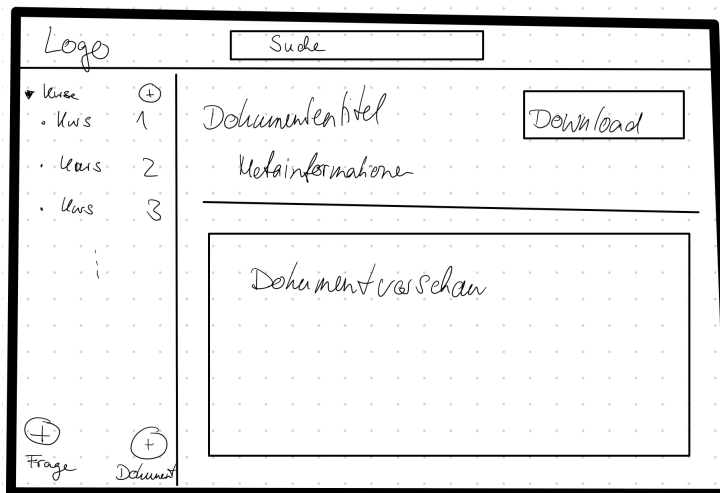 Logo
Suche
Kurse +
Kurs 1
Kurs 2
Kurs 3
+ Frage
+ Dokument
Dokumententitel
Download
Metainformationen
Dokumentvorschau